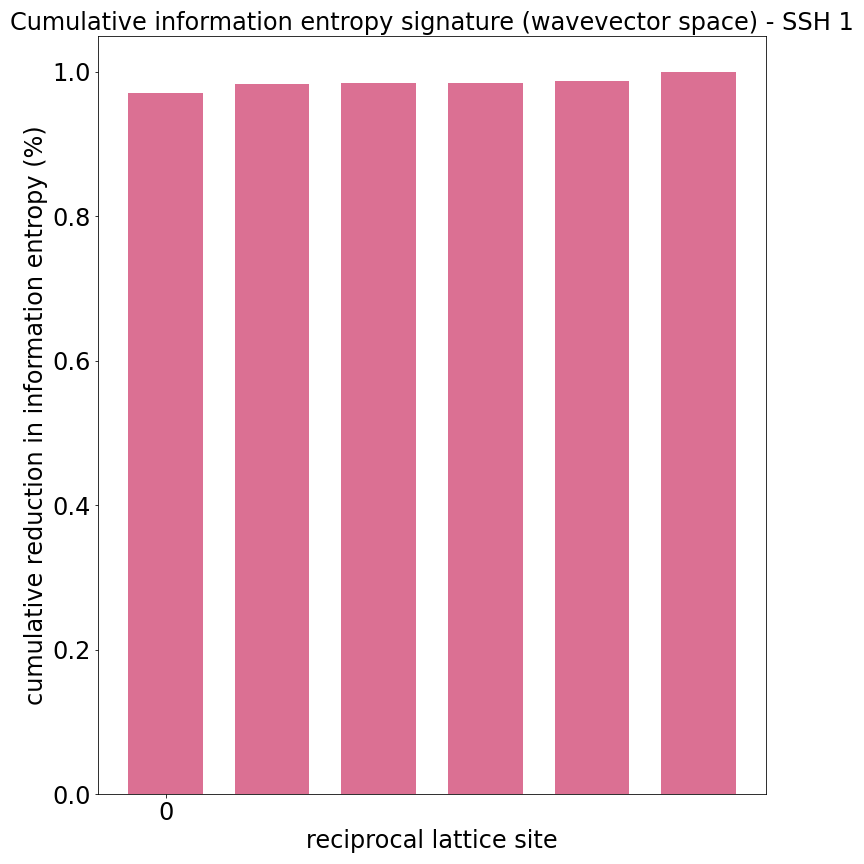 Cumulative information entropy signature (wavevector space) - SSH 1
cumulative reduction in information entropy (%)
1.0
0.8
0.6
0.4
0.2
0.0
0
reciprocal lattice site